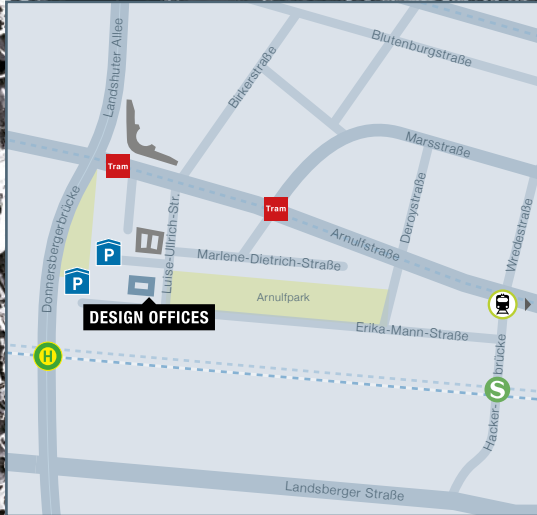 Landshuter Allee
Blutenburgstraße
Birkerstraße
Marsstraße
Tram
Tram
Donnersbergerbrücke
Luise-Ullrich-Str.
Arnulfstraße
Deroystraße
Wredestraße
P
P
Marlene-Dietrich-Straße
Arnulfpark
DESIGN OFFICES
Erika-Mann-Straße
H
S
Hacker-brücke
Landsberger Straße